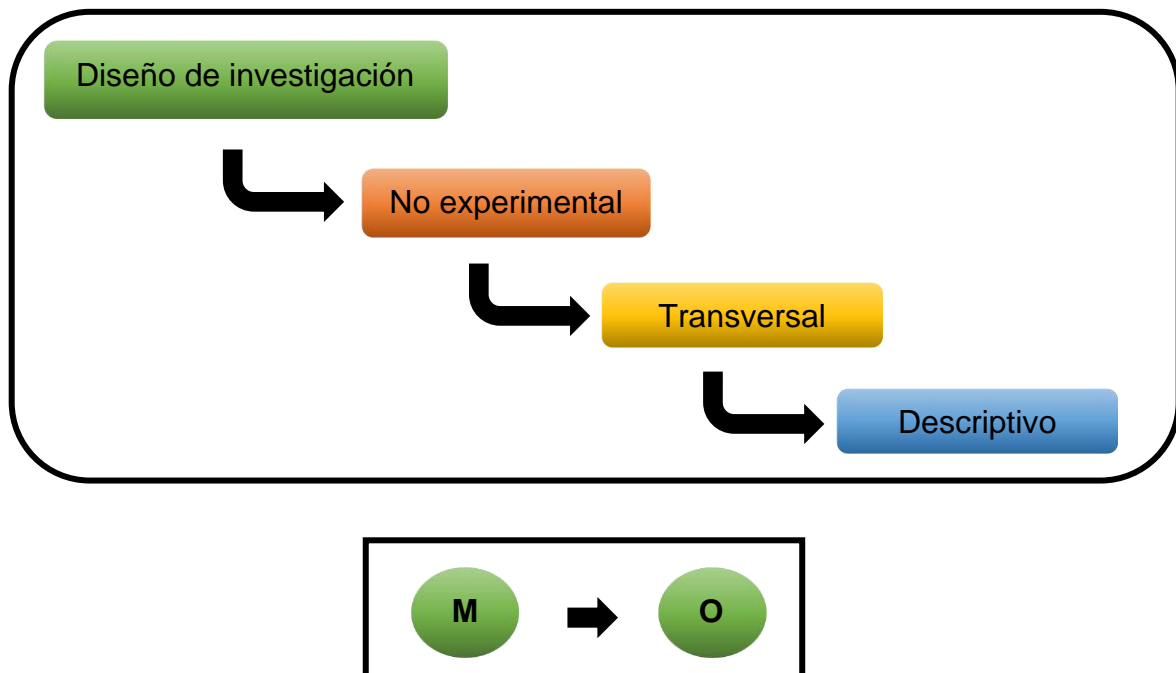 Diseño de investigación
No experimental
Transversal
Descriptivo
M
O